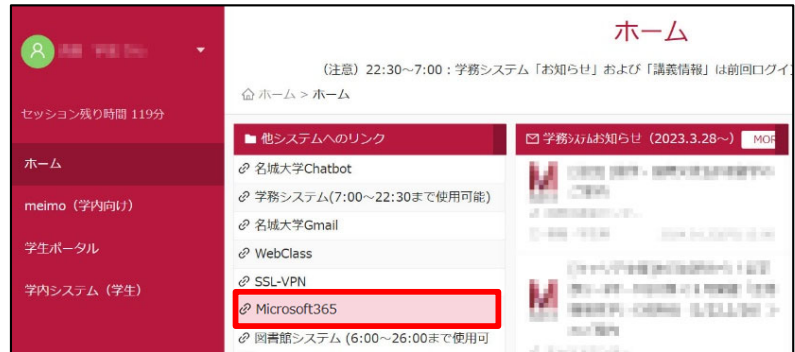 ホーム
(注意) 22:30~7:00:学務システム「お知らせ」および「講義情報」は前回ログイ
ホーム > ホーム
セッション残り時間 119分
ホーム
meimo(学内向け)
学生ポータル
学内システム(学生)
他システムへのリンク
名城大学Chatbot
学務システム(7:00~22:30まで使用可能)
名城大学Gmail
WebClass
SSL-VPN
Microsoft365
図書館システム (6:00~26:00まで使用可
学務システムお知らせ(2023.3.28~) MOR